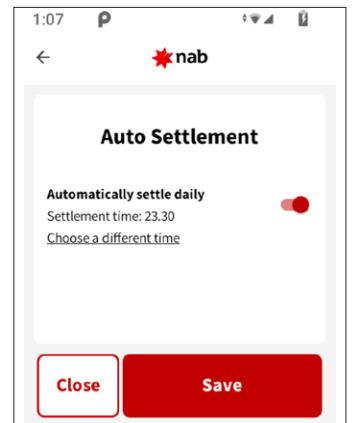 1:07
nab
Auto Settlement
Automatically settle daily
Settlement time: 23.30
Choose a different time
Close
Save